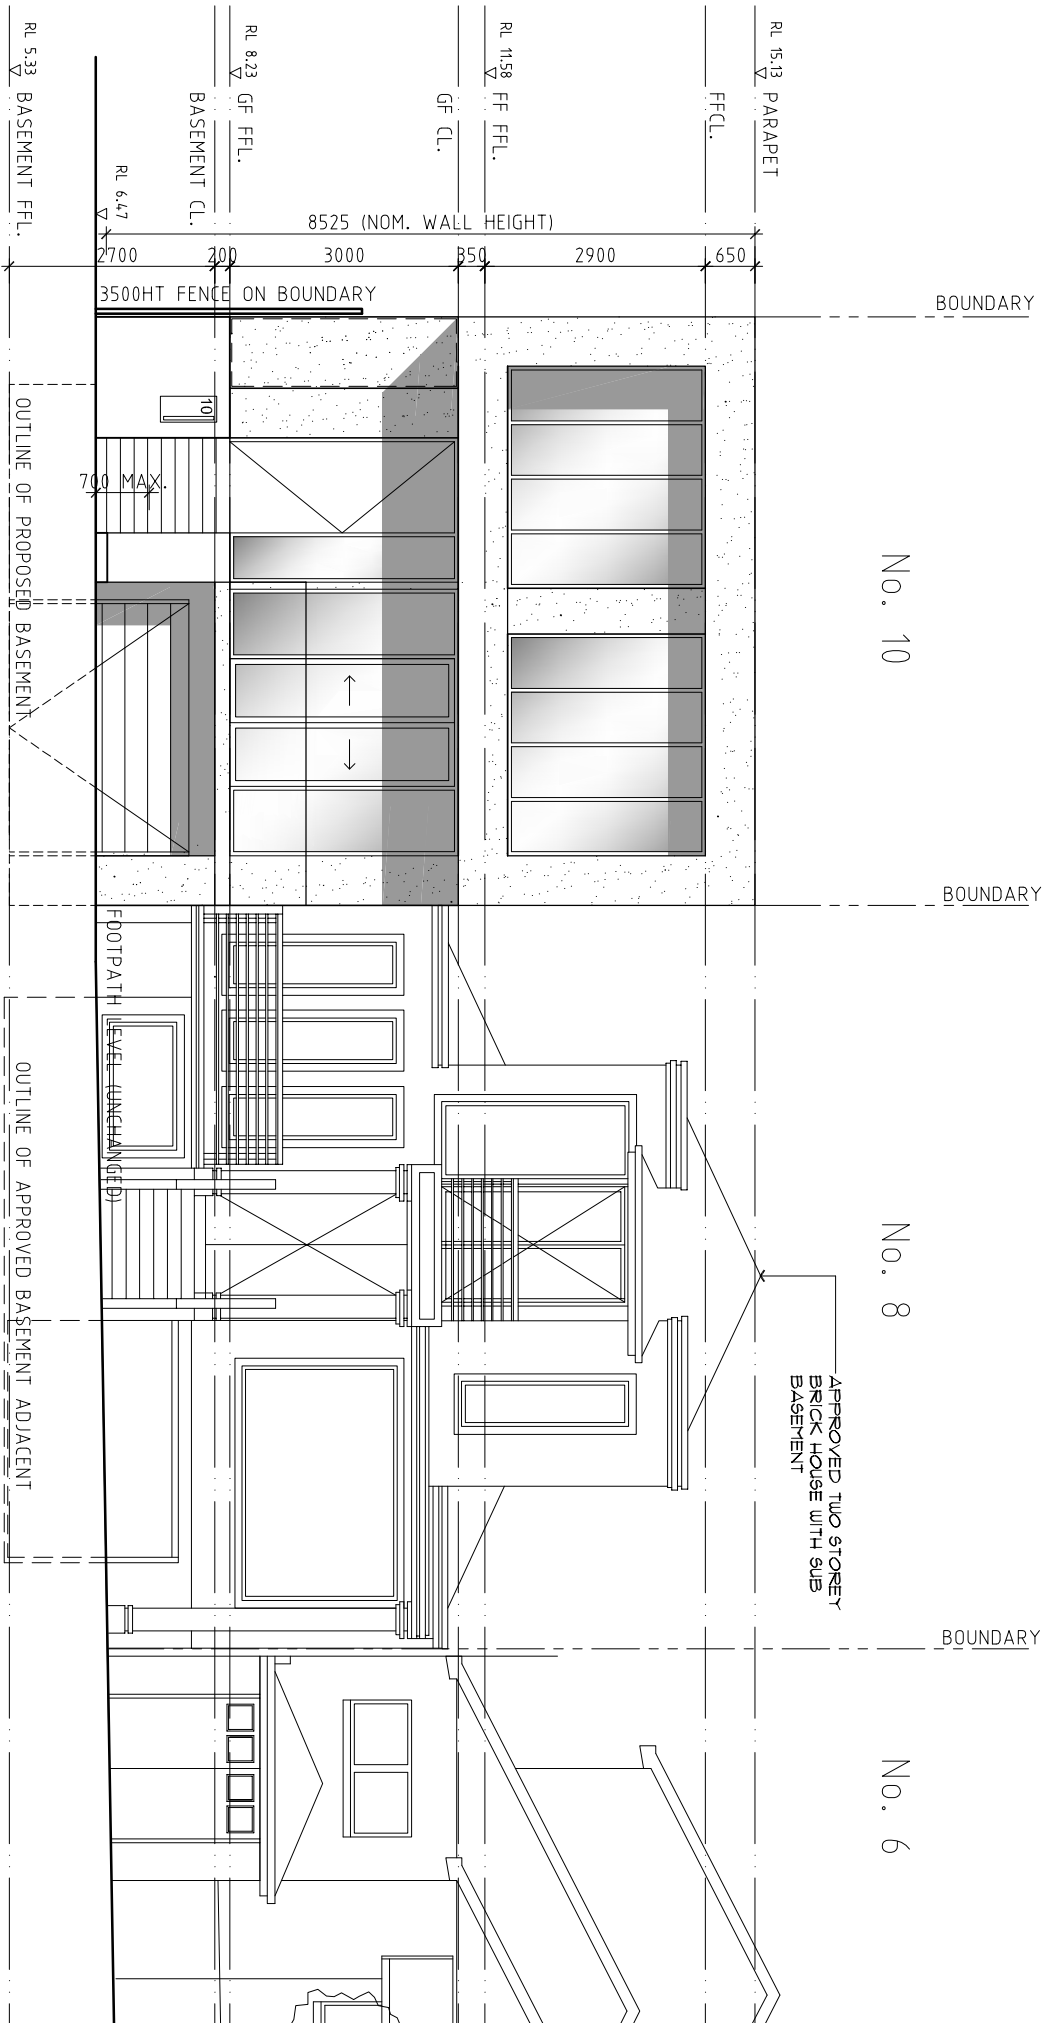 No. 10
No. 8
No. 6
BOUNDARY
BOUNDARY
BOUNDARY
APPROVED TWO STOREY
BRICK HOUSE WITH SUB
BASEMENT
RL 15.13
PARAPET
FFCL.
RL 11.58
FF FFL.
GF CL.
RL 8.23
GF FFL.
BASEMENT CL.
RL 6.47
RL 5.33
BASEMENT FFL.
8525 (NOM. WALL HEIGHT)
650
2900
350
3000
200
2700
3500HT FENCE ON BOUNDARY
10
700 MAX.
FOOTPATH LEVEL (UNCHANGED)
OUTLINE OF PROPOSED BASEMENT
OUTLINE OF APPROVED BASEMENT ADJACENT